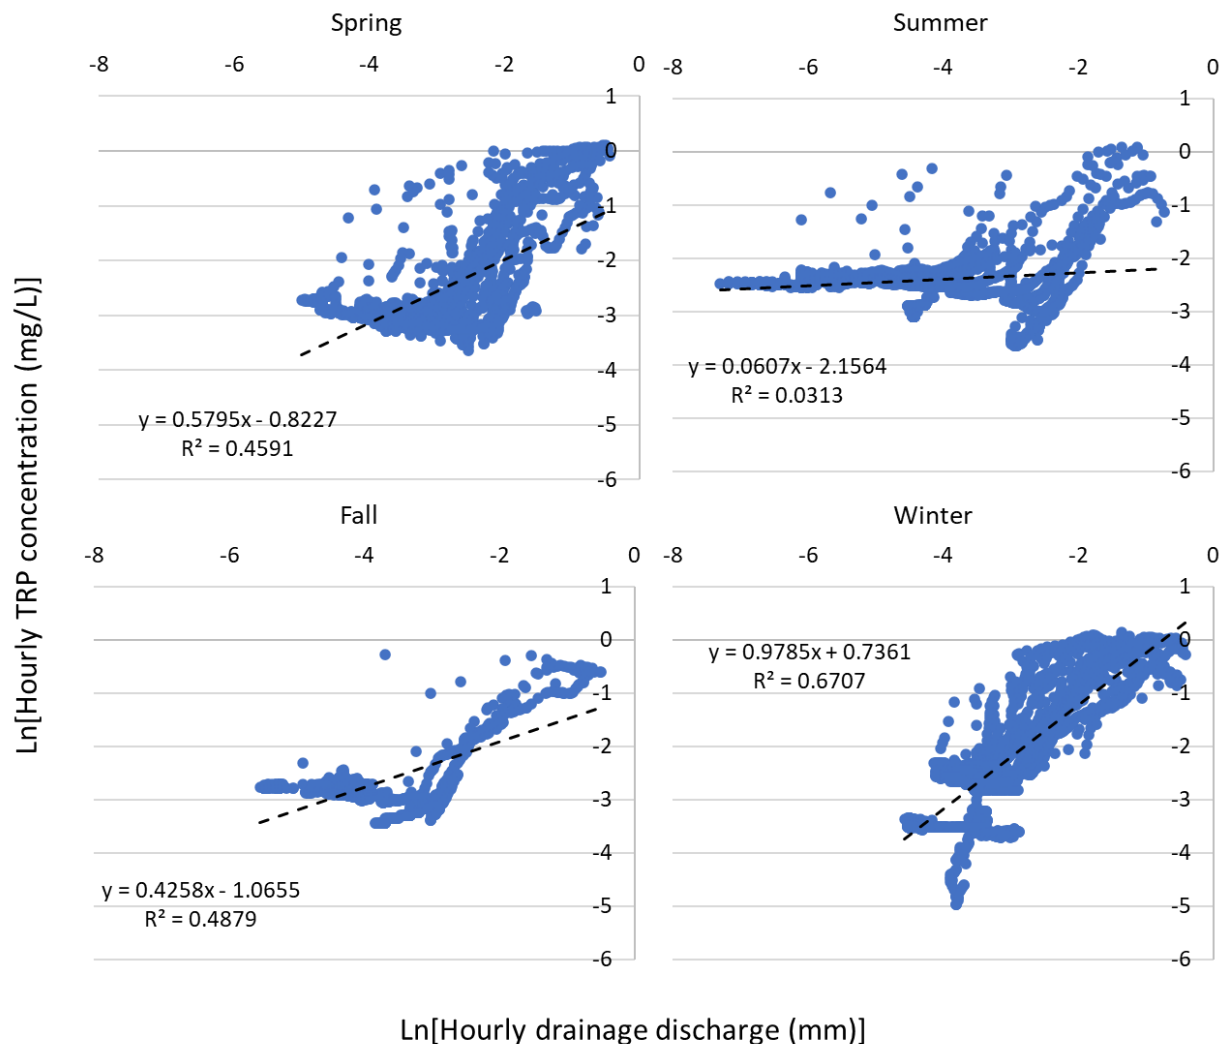 Spring
Summer
-8 -6 -4 -2 0
-8 -6 -4 -2 0
1
0
-1
-2
-3
-4
-5
-6
y = 0.5795x - 0.8227
R² = 0.4591
1
0
-1
-2
-3
-4
-5
-6
y = 0.0607x - 2.1564
R² = 0.0313
Ln[Hourly TRP concentration (mg/L)]
Fall
Winter
-8 -6 -4 -2 0
-8 -6 -4 -2 0
1
0
-1
-2
-3
-4
-5
-6
y = 0.4258x - 1.0655
R² = 0.4879
1
0
-1
-2
-3
-4
-5
-6
y = 0.9785x + 0.7361
R² = 0.6707
Ln[Hourly drainage discharge (mm)]